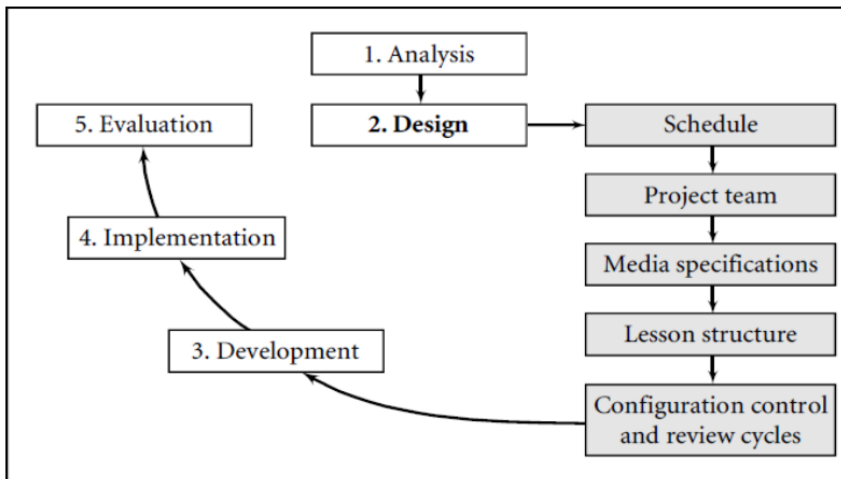 1. Analysis
2. Design
Schedule
Project team
Media specifications
Lesson structure
Configuration control
and review cycles
3. Development
4. Implementation
5. Evaluation